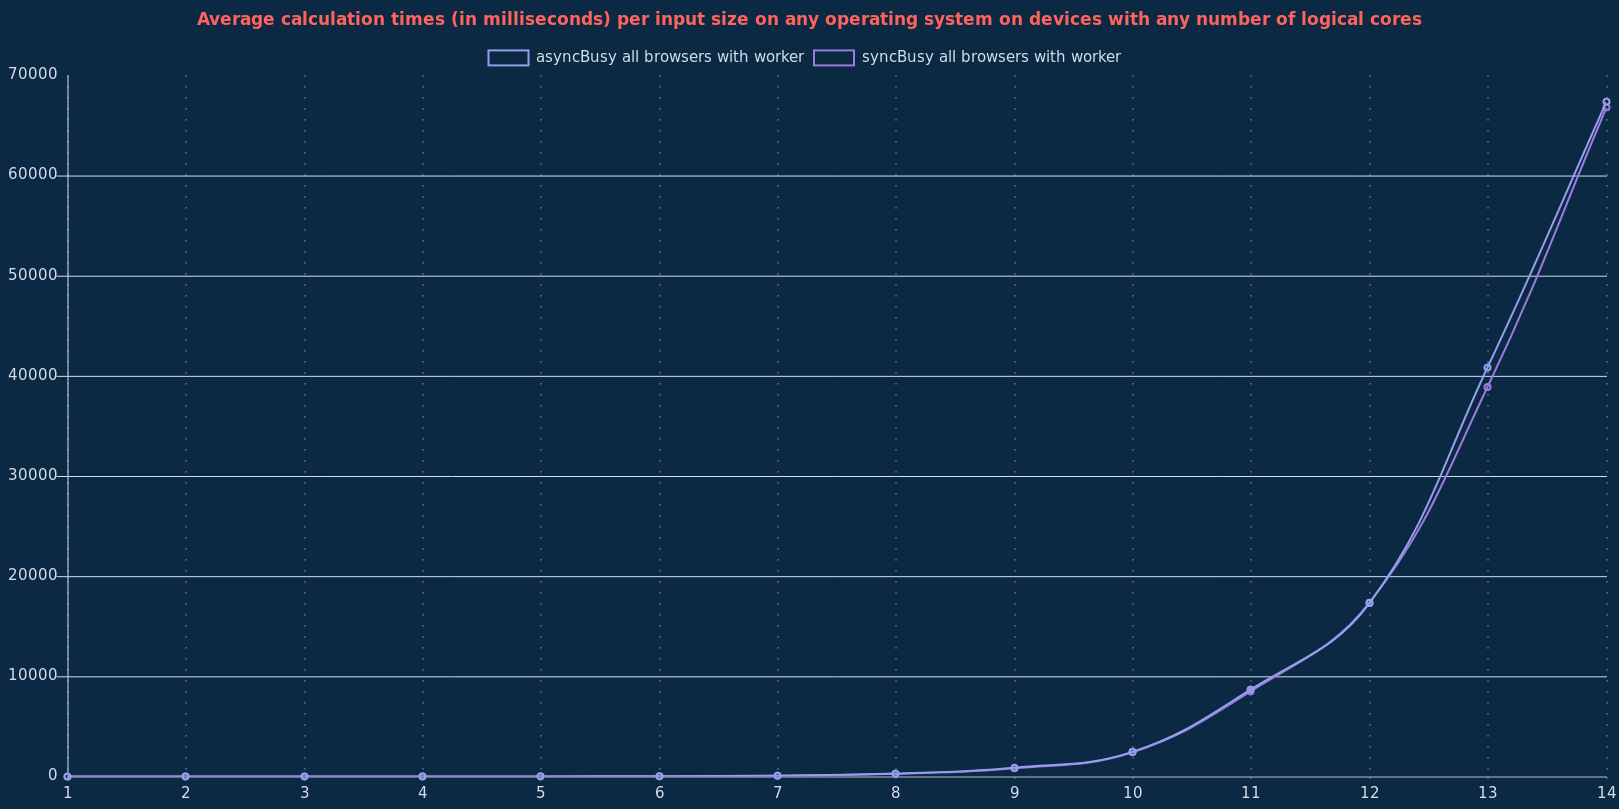 Average calculation times (in milliseconds) per input size on any operating system on devices with any number of logical cores
asyncBusy all browsers with worker syncBusy all browsers with worker
70000
60000
50000
40000
30000
20000
10000
0
1 2 3 4 5 6 7 8 9 10 11 12 13 14